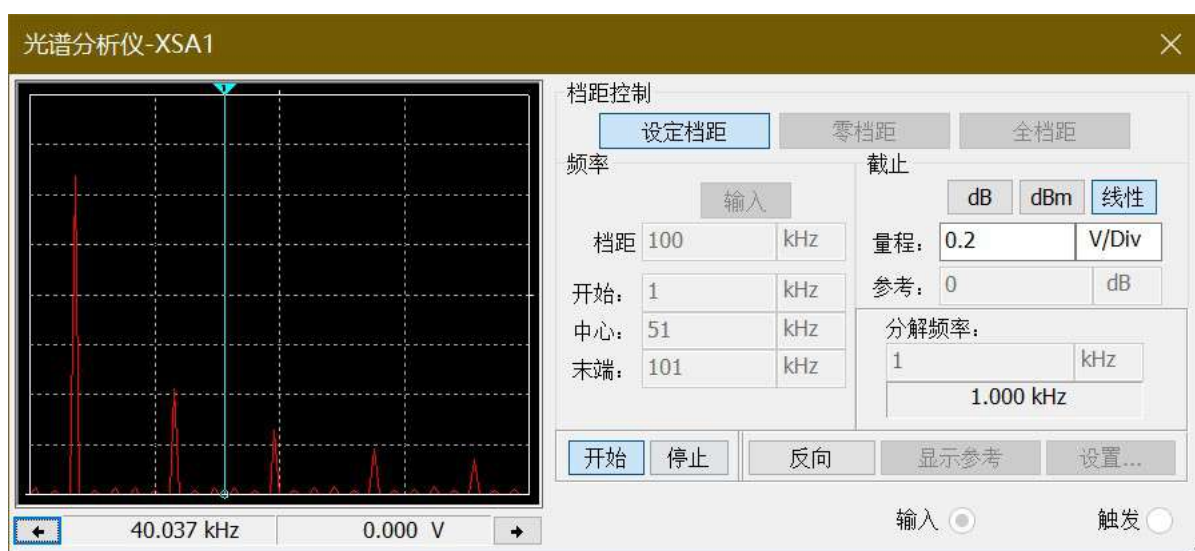 光谱分析仪-XSA1
1
档距控制
设定档距 零档距 全档距
频率
输入
档距 100 kHz
开始: 1 kHz
中心: 51 kHz
末端: 101 kHz
截止
dB dBm 线性
量程: 0.2 V/Div
参考: 0 dB
分解频率:
1 kHz
1.000 kHz
开始 停止 反向 显示参考 设置...
40.037 kHz 0.000 V
输入 触发